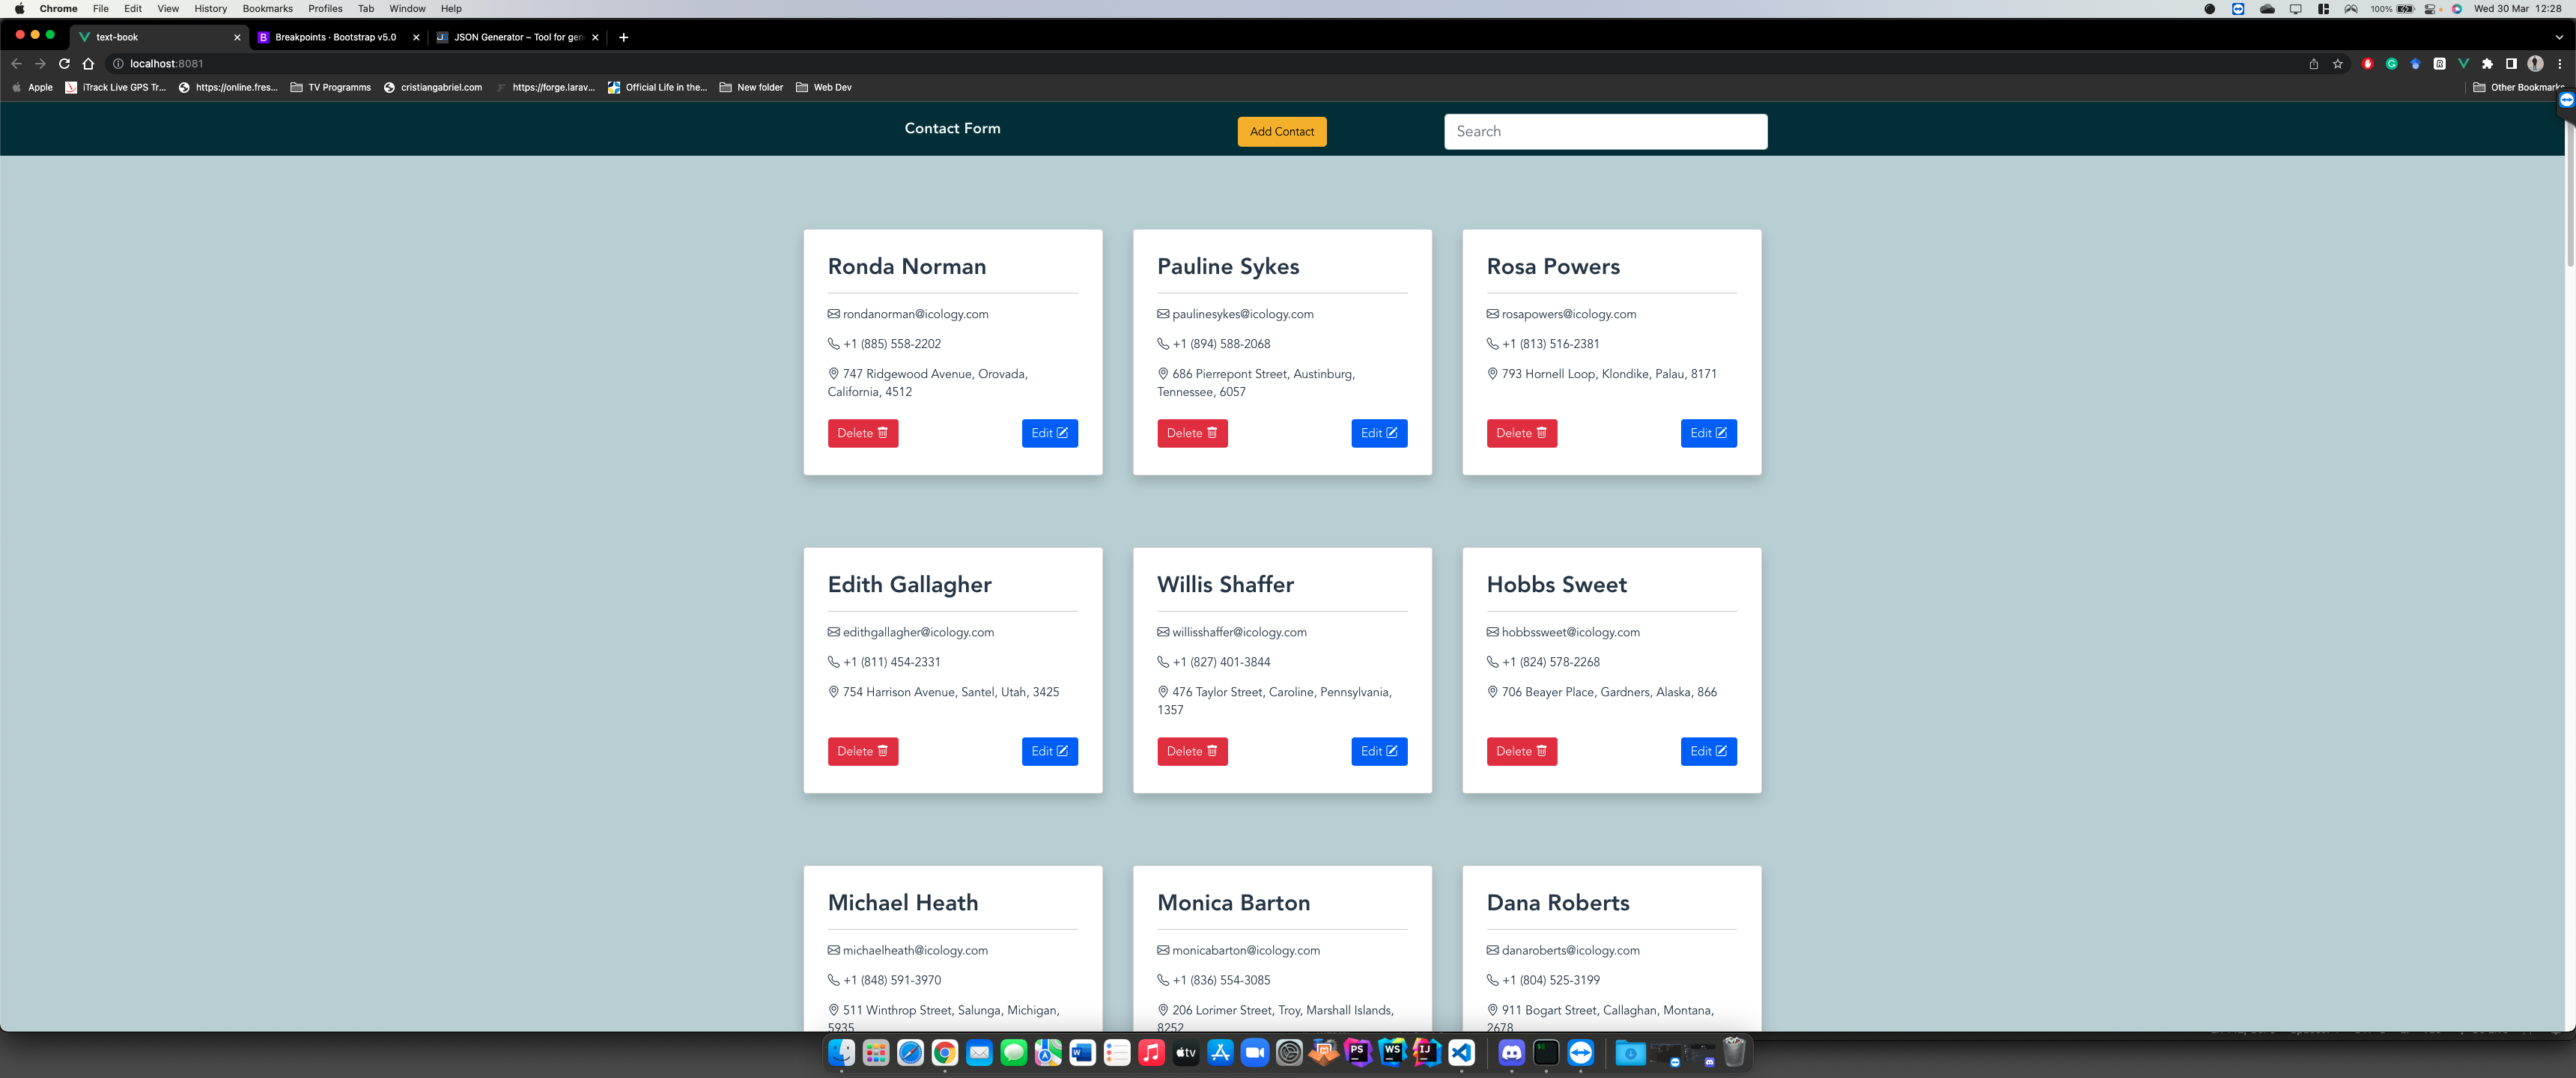 Chrome File Edit View History Bookmarks Profiles Tab Window Help 100% Wed 30 Mar 12:28
text-book Breakpoints · Bootstrap v5.0 JSON Generator – Tool for gen
localhost:8081
Apple iTrack Live GPS Tr... https://online.fres... TV Programms cristiangabriel.com https://forge.larav... Official Life in the... New folder Web Dev Other Bookmarks
Contact Form Add Contact Search
Ronda Norman
rondanorman@icology.com
+1 (885) 558-2202
747 Ridgewood Avenue, Orovada,
California, 4512
Delete Edit
Pauline Sykes
paulinesykes@icology.com
+1 (894) 588-2068
686 Pierrepont Street, Austinburg,
Tennessee, 6057
Delete Edit
Rosa Powers
rosapowers@icology.com
+1 (813) 516-2381
793 Hornell Loop, Klondike, Palau, 8171
Delete Edit
Edith Gallagher
edithgallagher@icology.com
+1 (811) 454-2331
754 Harrison Avenue, Santel, Utah, 3425
Delete Edit
Willis Shaffer
willisshaffer@icology.com
+1 (827) 401-3844
476 Taylor Street, Caroline, Pennsylvania,
1357
Delete Edit
Hobbs Sweet
hobbssweet@icology.com
+1 (824) 578-2268
706 Beayer Place, Gardners, Alaska, 866
Delete Edit
Michael Heath
michaelheath@icology.com
+1 (848) 591-3970
511 Winthrop Street, Salunga, Michigan,
5935
Monica Barton
monicabarton@icology.com
+1 (836) 554-3085
206 Lorimer Street, Troy, Marshall Islands,
8252
Dana Roberts
danaroberts@icology.com
+1 (804) 525-3199
911 Bogart Street, Callaghan, Montana,
2678
tv PS WS IJ